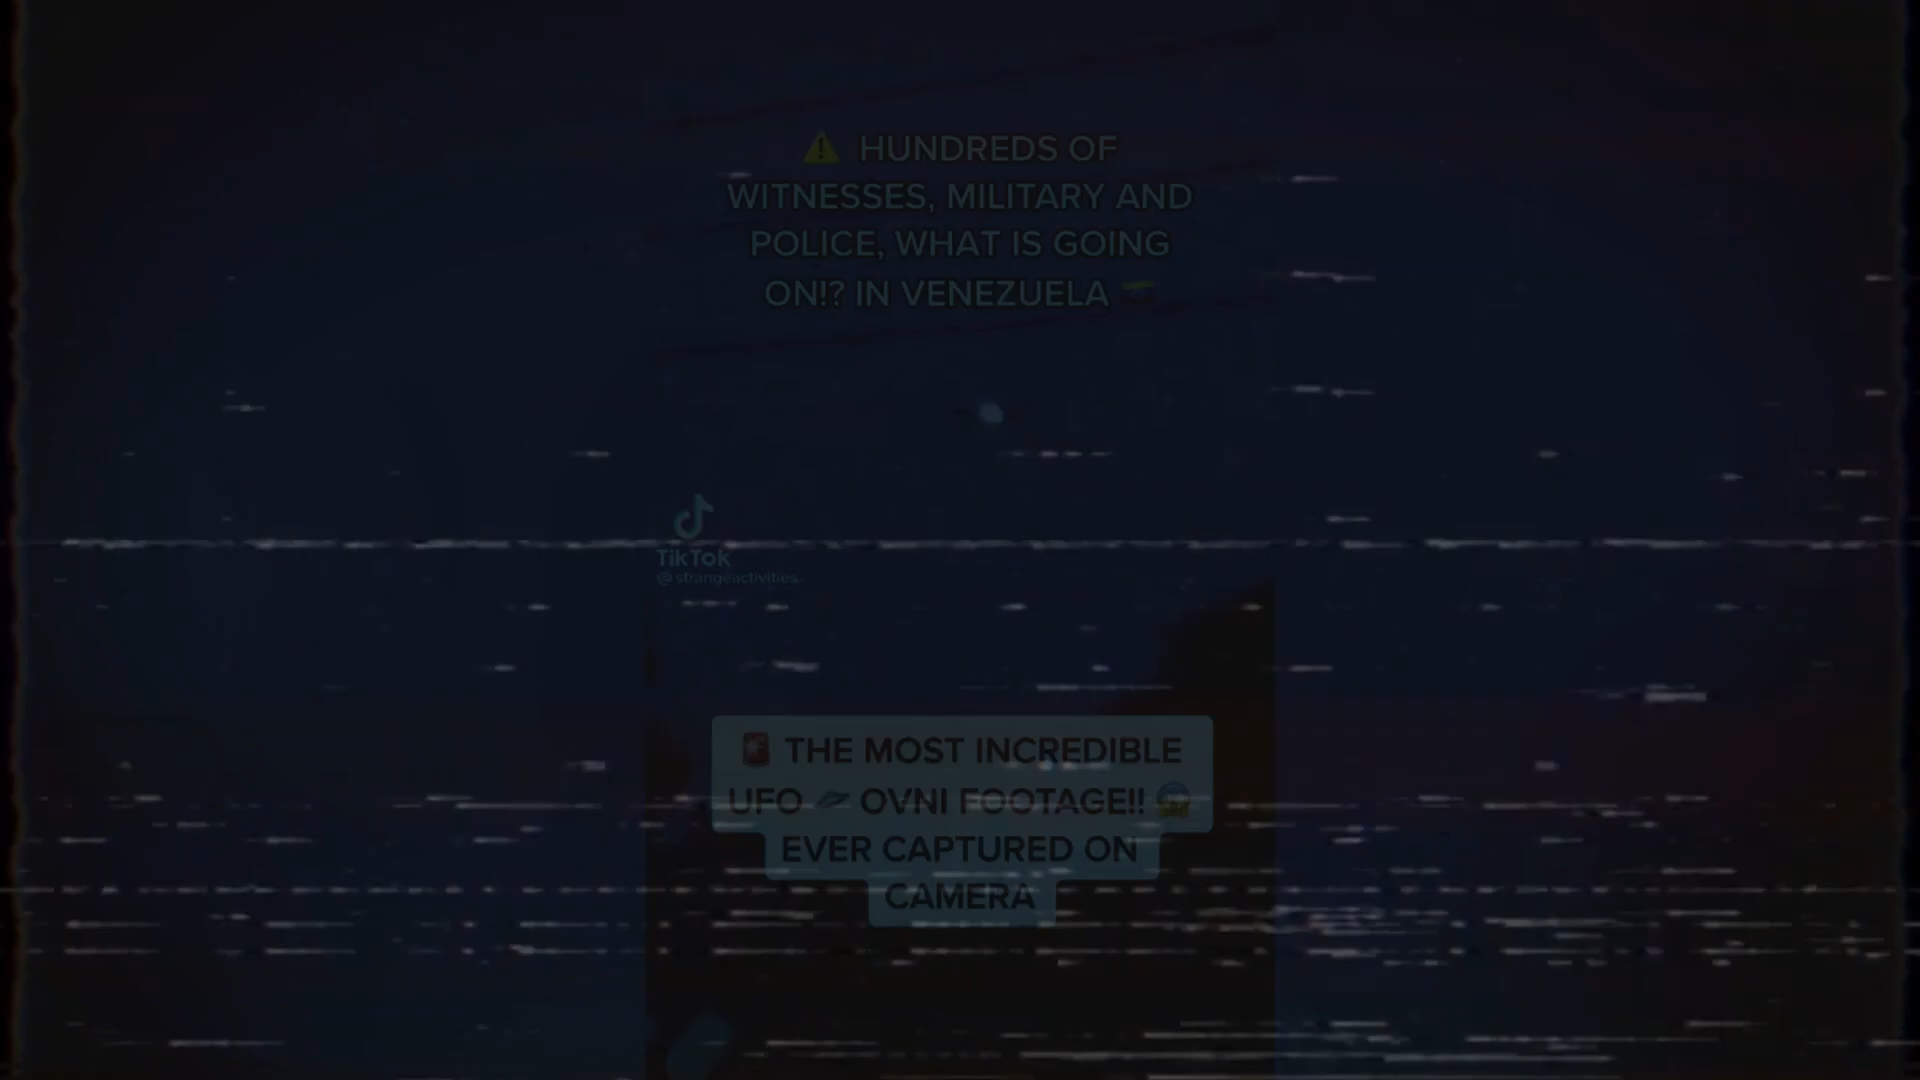 ⚠️ HUNDREDS OF
WITNESSES, MILITARY AND
POLICE, WHAT IS GOING
ON!? IN VENEZUELA 🇻🇪
TikTok
@strangeactivities
🚨 THE MOST INCREDIBLE
UFO 🛸 OVNI FOOTAGE!! 😱
EVER CAPTURED ON
CAMERA